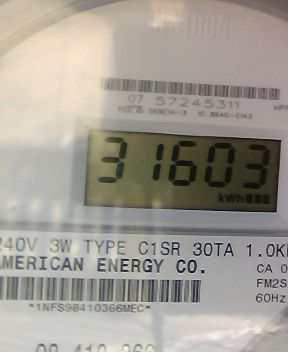 07 57245311
31603
kWh
240V 3W TYPE C1SR 30TA 1.0K
AMERICAN ENERGY CO.
CA 0
FM2S
60Hz
*1NFS98410366MEC*